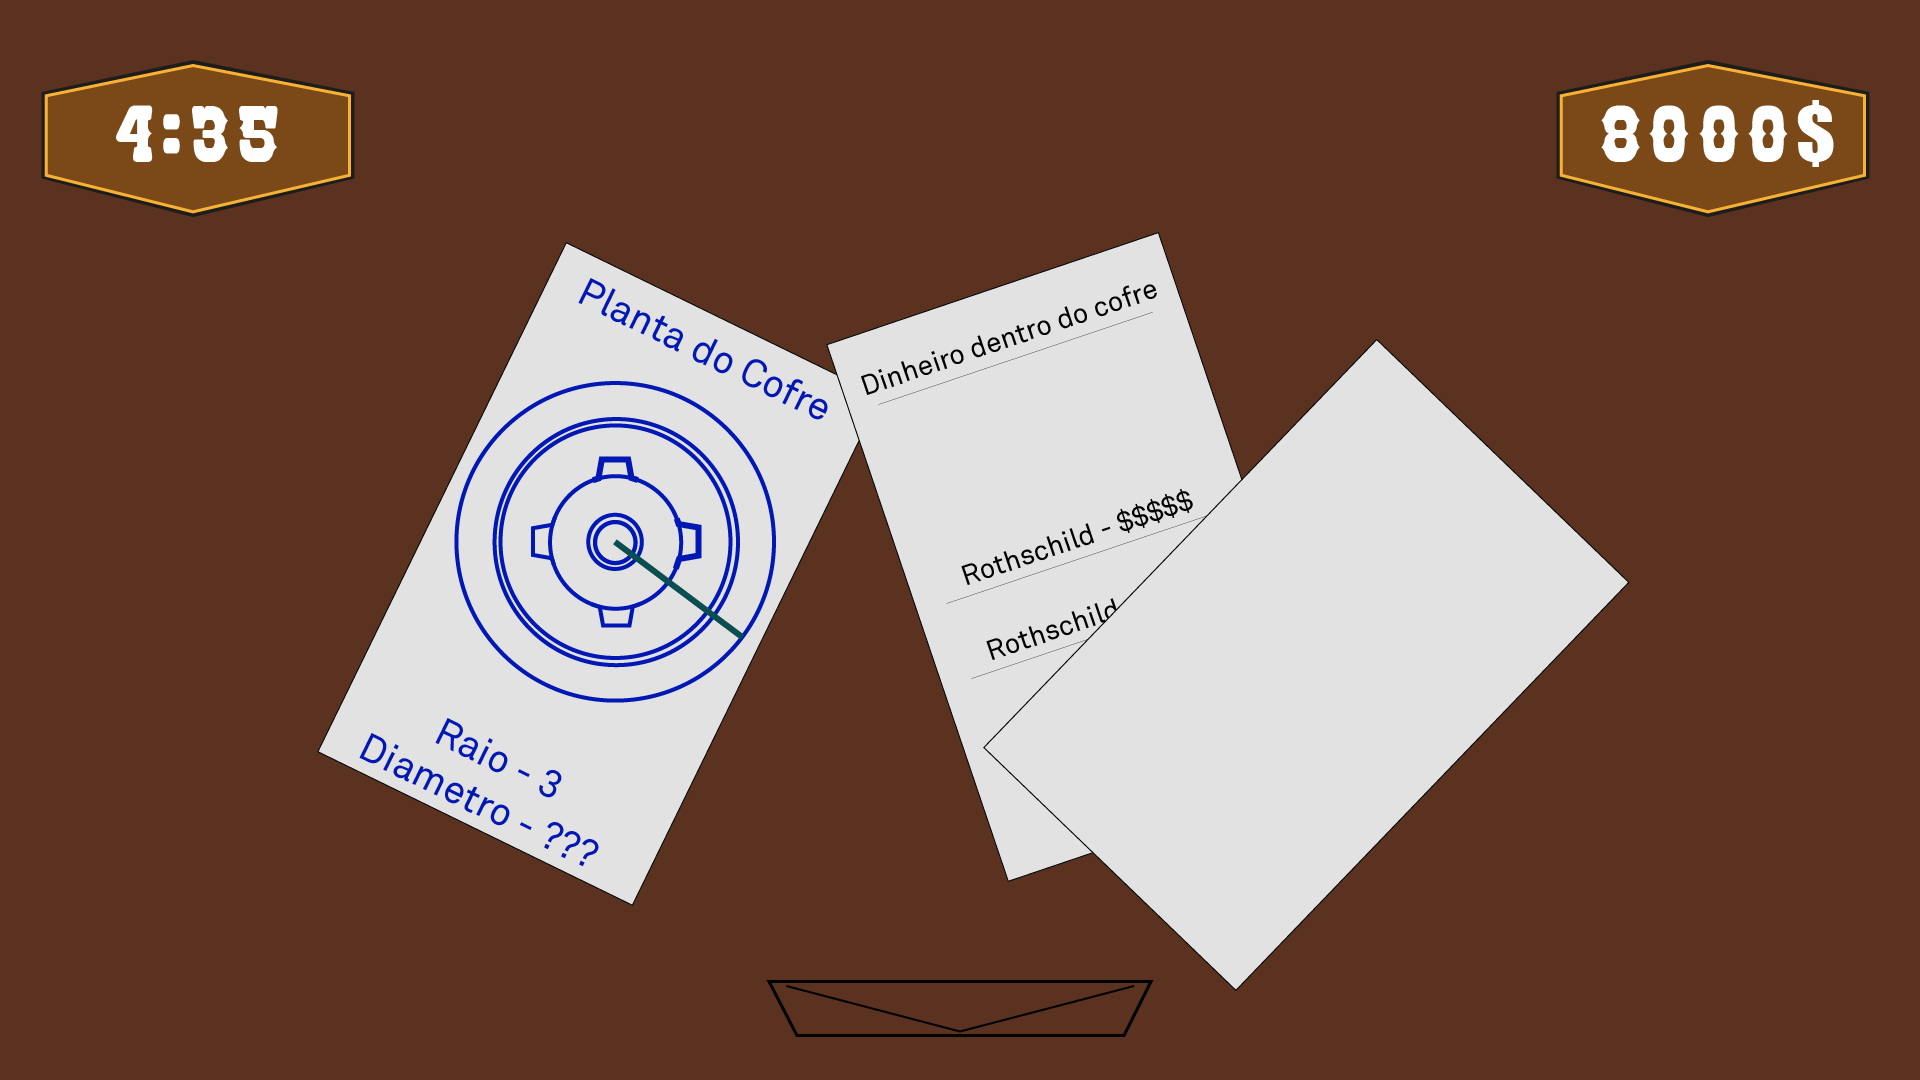 4:35
8000$
Planta do Cofre
Raio - 3
Diametro - ???
Dinheiro dentro do cofre
Rothschild - $$$$$
Rothschild